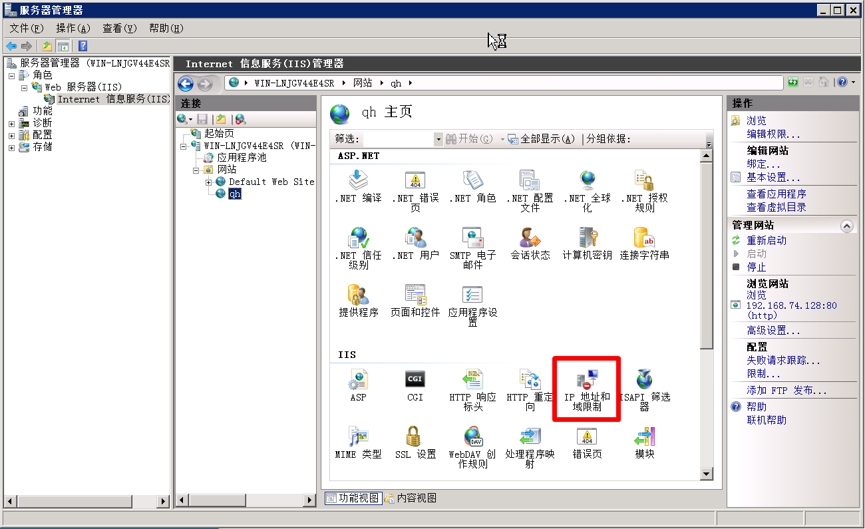 服务器管理器
文件(F) 操作(A) 查看(V) 帮助(H)
服务器管理器 (WIN-LNJGV44E4SR
角色
Web 服务器(IIS)
Internet 信息服务(IIS)
功能
诊断
配置
存储
Internet 信息服务(IIS)管理器
WIN-LNJGV44E4SR 网站 qh
连接
起始页
WIN-LNJGV44E4SR (WIN-
应用程序池
网站
Default Web Site
qh
qh 主页
筛选: 开始(G) 全部显示(A) 分组依据:
ASP.NET
.NET 编译
.NET 错误页
.NET 角色
.NET 配置文件
.NET 全球化
.NET 授权规则
.NET 信任级别
.NET 用户
SMTP 电子邮件
会话状态
计算机密钥
连接字符串
提供程序
页面和控件
应用程序设置
IIS
ASP
CGI
HTTP 响应标头
HTTP 重定向
IP 地址和域限制
ISAPI 筛选器
MIME 类型
SSL 设置
WebDAV 创作规则
处理程序映射
错误页
模块
功能视图 内容视图
操作
浏览
编辑权限...
编辑网站
绑定...
基本设置...
查看应用程序
查看虚拟目录
管理网站
重新启动
启动
停止
浏览网站
浏览
192.168.74.128:80
(http)
高级设置...
配置
失败请求跟踪...
限制...
添加 FTP 发布...
帮助
联机帮助